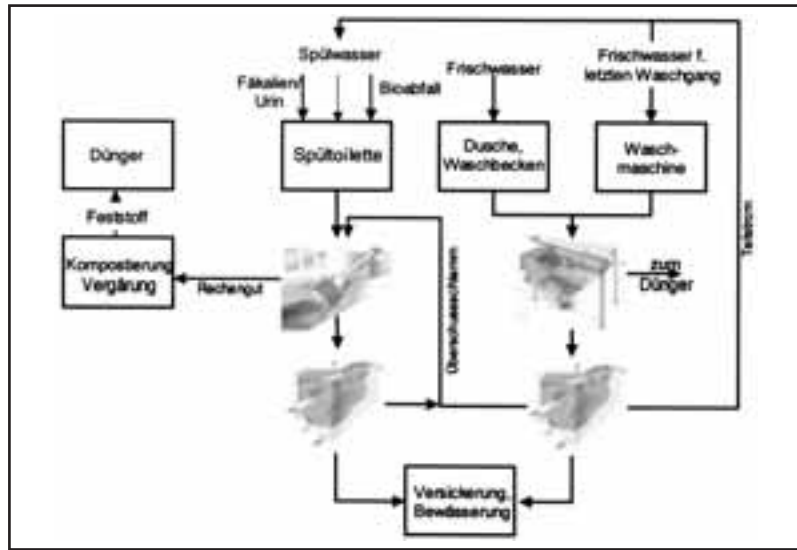 Spülwasser
Fäkalien/
Urin
Bioabfall
Frischwasser
Frischwasser f.
letzten Waschgang
Dünger
Spültoilette
Dusche,
Waschbecken
Wasch-
maschine
Feststoff
Kompostierung
Vergärung
Rechengut
Überschussschlamm
zum
Dünger
Teilstrom
Versickerung,
Bewässerung